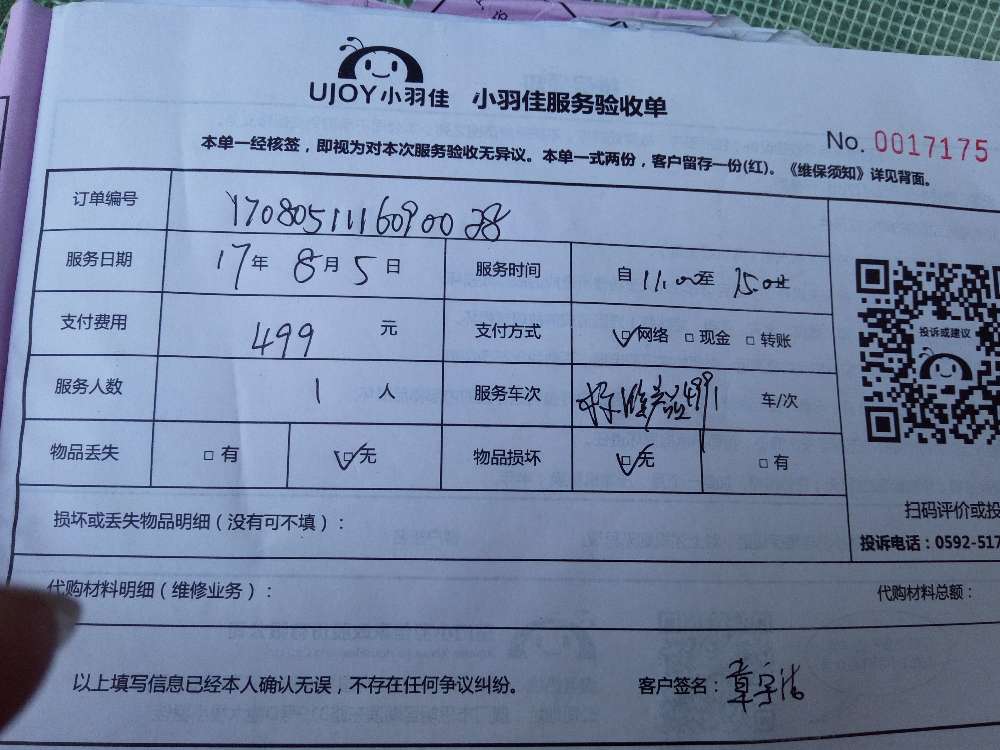 UJOY小羽佳 小羽佳服务验收单
No. 0017175
本单一经核签，即视为对本次服务验收无异议。本单一式两份，客户留存一份(红)。《维保须知》详见背面。
订单编号 Y1708051116090028
服务日期 17年 8月 5日 服务时间 自 11.00至 15.0止
支付费用 499 元 支付方式 ☑网络 □现金 □转账
投诉或建议
服务人数 1 人 服务车次 499 车/次
物品丢失 □有 ☑无 物品损坏 ☑无 □有
损坏或丢失物品明细（没有可不填）：
扫码评价或投
投诉电话：0592-517
代购材料明细（维修业务）： 代购材料总额：
以上填写信息已经本人确认无误，不存在任何争议纠纷。 客户签名：章宇